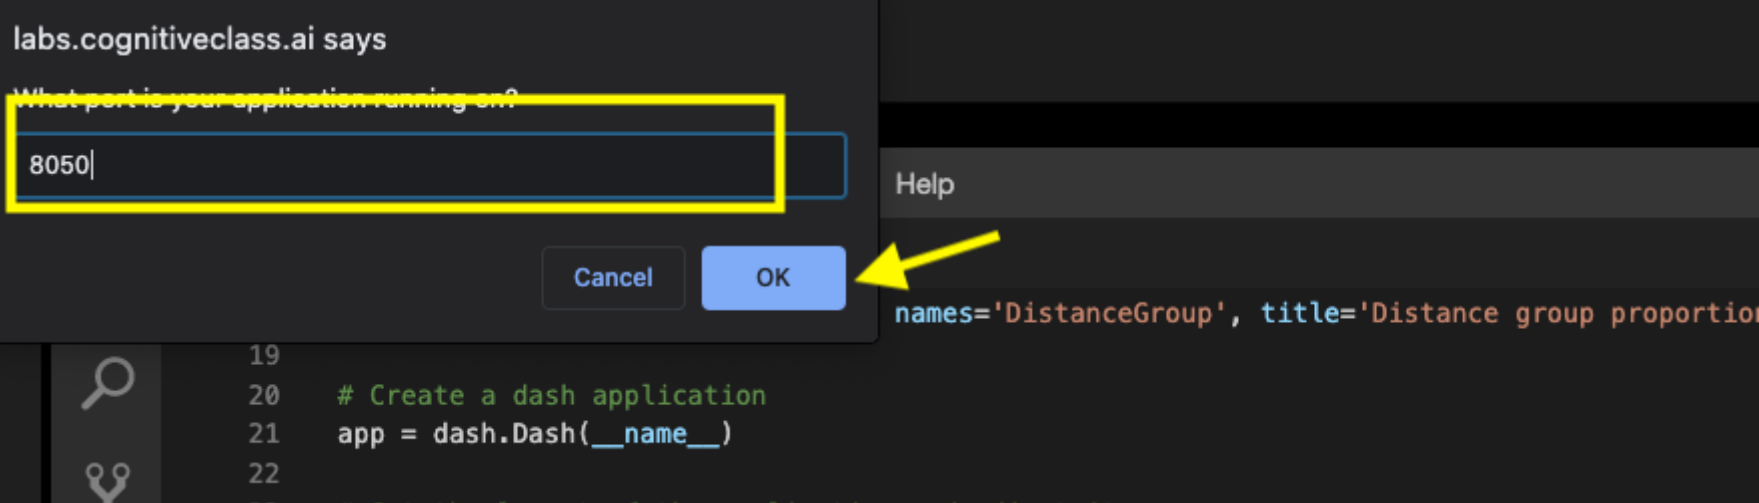 labs.cognitiveclass.ai says
What port is your application running on?
8050
Cancel
OK
Help
names='DistanceGroup', title='Distance group proportion
19
20 # Create a dash application
21 app = dash.Dash(__name__)
22